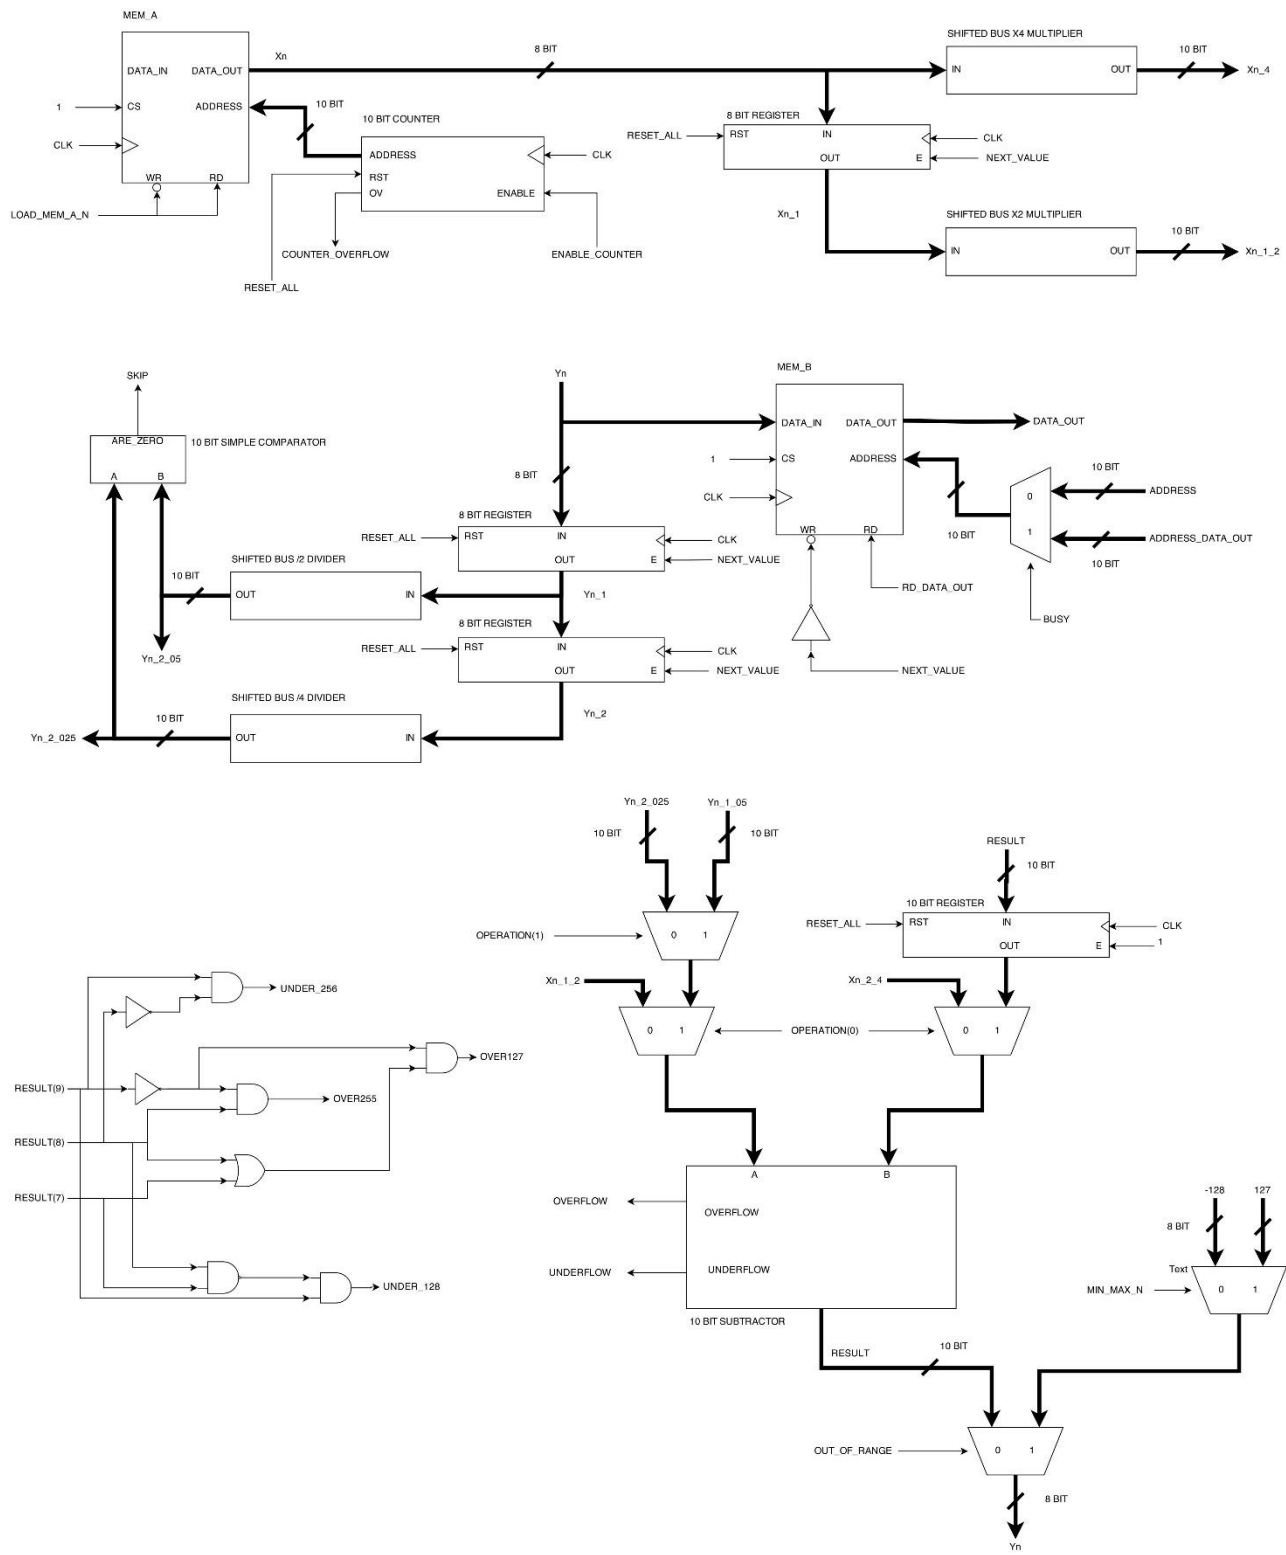 MEM_A
DATA_IN DATA_OUT
CS ADDRESS
WR RD
1
CLK
LOAD_MEM_A_N
Xn
8 BIT
10 BIT
10 BIT COUNTER
ADDRESS
RST
OV ENABLE
CLK
COUNTER_OVERFLOW
ENABLE_COUNTER
RESET_ALL
SHIFTED BUS X4 MULTIPLIER
IN OUT
10 BIT
Xn_4
8 BIT REGISTER
RESET_ALL
RST IN
OUT E
CLK
NEXT_VALUE
Xn_1
SHIFTED BUS X2 MULTIPLIER
IN OUT
10 BIT
Xn_1_2
SKIP
ARE_ZERO
A B
10 BIT SIMPLE COMPARATOR
Yn
8 BIT
8 BIT REGISTER
RESET_ALL
RST IN
OUT E
CLK
NEXT_VALUE
SHIFTED BUS /2 DIVIDER
OUT IN
10 BIT
Yn_2_05
Yn_1
8 BIT REGISTER
RESET_ALL
RST IN
OUT E
CLK
NEXT_VALUE
SHIFTED BUS /4 DIVIDER
OUT IN
10 BIT
Yn_2_025
Yn_2
MEM_B
DATA_IN DATA_OUT
CS ADDRESS
WR RD
1
CLK
DATA_OUT
10 BIT
0
1
10 BIT
ADDRESS
ADDRESS_DATA_OUT
10 BIT
BUSY
RD_DATA_OUT
NEXT_VALUE
Yn_2_025 Yn_1_05
10 BIT 10 BIT
OPERATION(1)
0 1
RESULT
10 BIT
10 BIT REGISTER
RESET_ALL
RST IN
OUT E
CLK
1
Xn_1_2
0 1
OPERATION(0)
Xn_2_4
0 1
UNDER_256
OVER127
RESULT(9)
OVER255
RESULT(8)
RESULT(7)
UNDER_128
A B
OVERFLOW
OVERFLOW
UNDERFLOW
UNDERFLOW
10 BIT SUBTRACTOR
RESULT
10 BIT
-128 127
8 BIT
Text
MIN_MAX_N
0 1
OUT_OF_RANGE
0 1
8 BIT
Yn